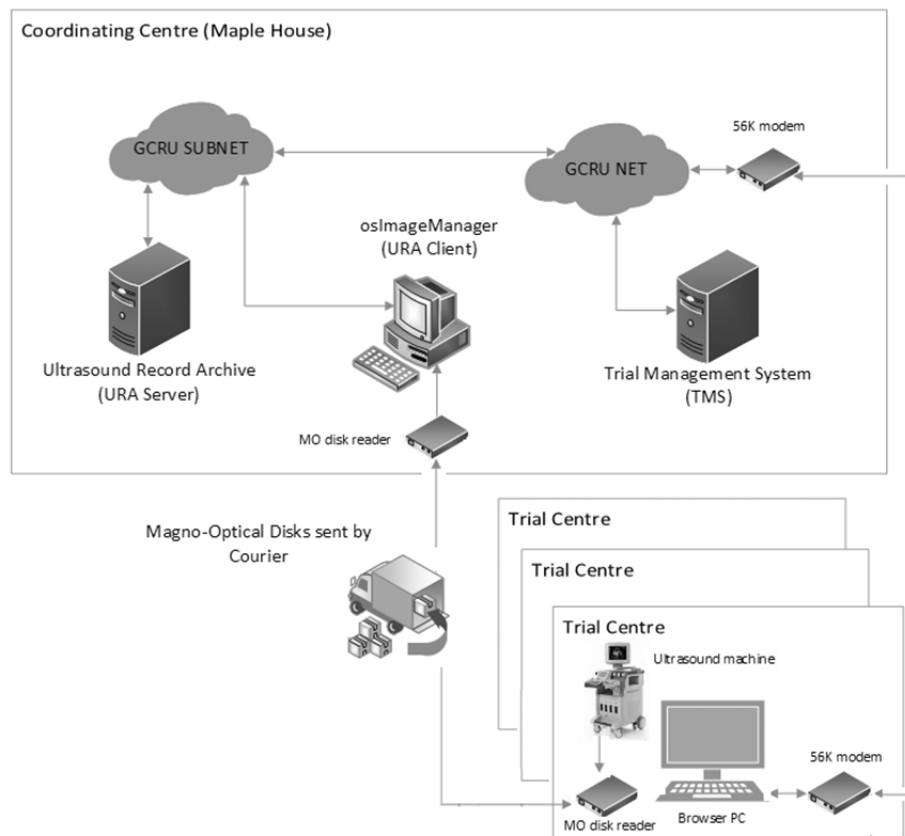 Coordinating Centre (Maple House)
GCRU SUBNET
GCRU NET
56K modem
osImageManager
(URA Client)
Ultrasound Record Archive
(URA Server)
Trial Management System
(TMS)
MO disk reader
Magno-Optical Disks sent by
Courier
Trial Centre
Trial Centre
Trial Centre
Ultrasound machine
56K modem
MO disk reader
Browser PC